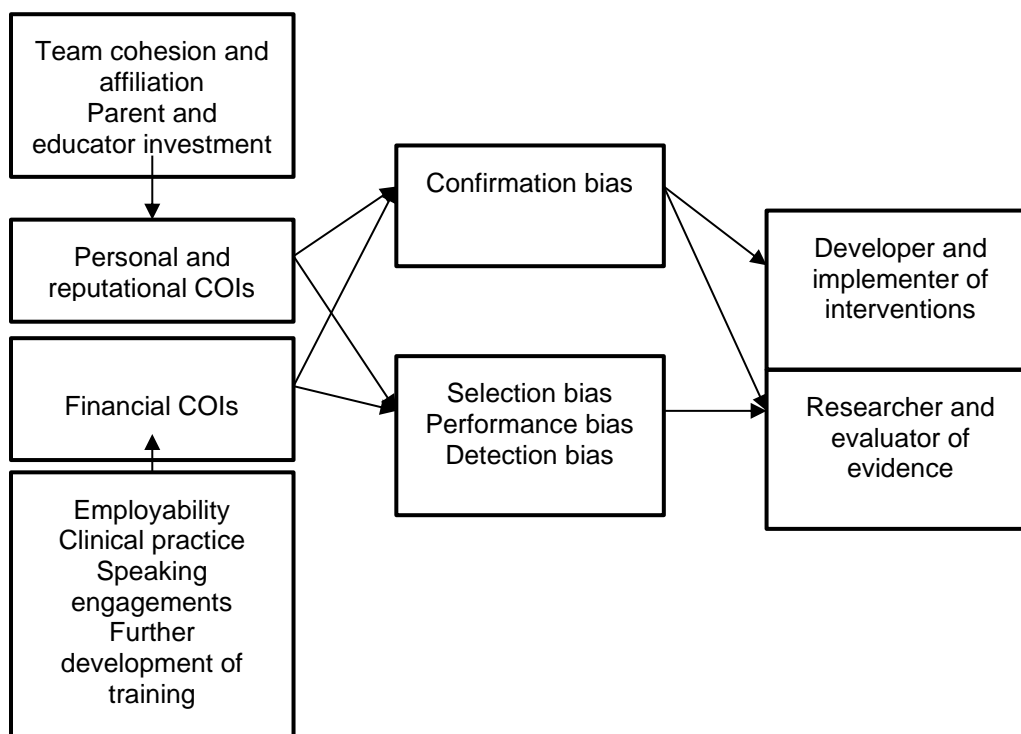 Team cohesion and
affiliation
Parent and
educator investment
Personal and
reputational COIs
Financial COIs
Employability
Clinical practice
Speaking
engagements
Further
development of
training
Confirmation bias
Selection bias
Performance bias
Detection bias
Developer and
implementer of
interventions
Researcher and
evaluator of
evidence